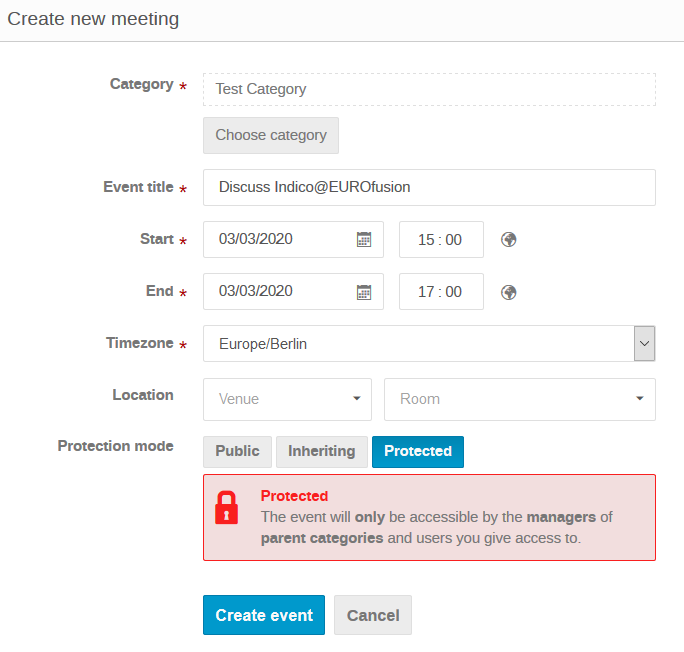 Create new meeting
Category *
Test Category
Choose category
Event title *
Discuss Indico@EUROfusion
Start *
03/03/2020
15 : 00
End *
03/03/2020
17 : 00
Timezone *
Europe/Berlin
Location
Venue
Room
Protection mode
Public
Inheriting
Protected
Protected
The event will only be accessible by the managers of
parent categories and users you give access to.
Create event
Cancel